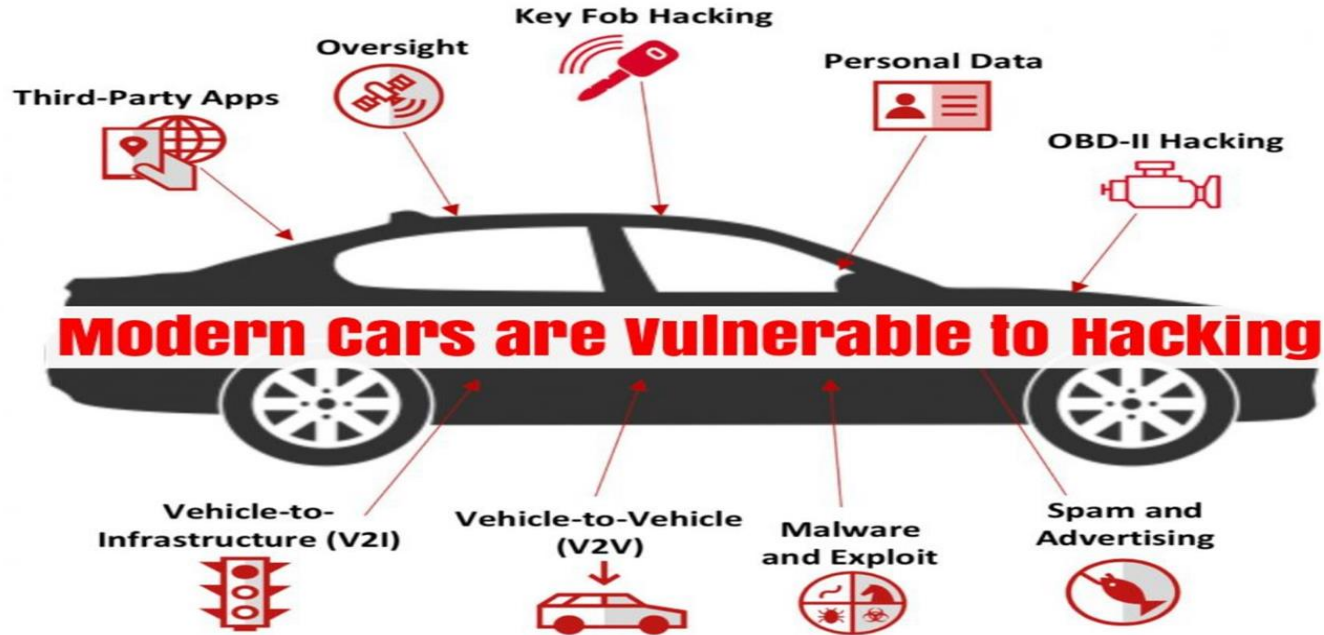 Key Fob Hacking
Oversight
Personal Data
Third-Party Apps
OBD-II Hacking
Modern Cars are Vulnerable to Hacking
Vehicle-to-
Infrastructure (V2I)
Vehicle-to-Vehicle
(V2V)
Malware
and Exploit
Spam and
Advertising